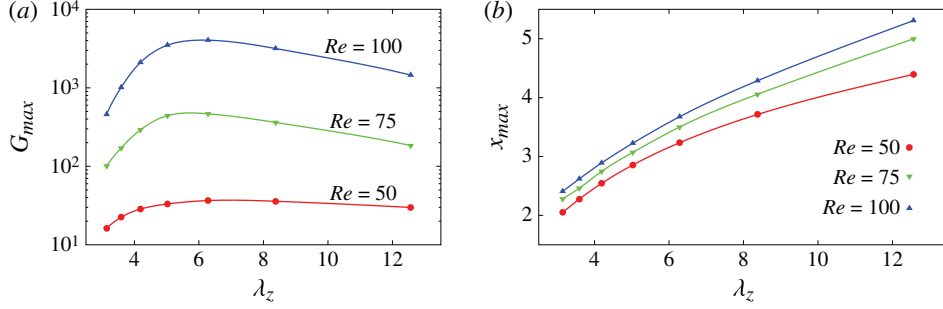 (a)
10^4
10^3
10^2
10^1
G_max
Re = 100
Re = 75
Re = 50
4 6 8 10 12
λ_z
(b)
5
4
3
2
x_max
Re = 50
Re = 75
Re = 100
4 6 8 10 12
λ_z